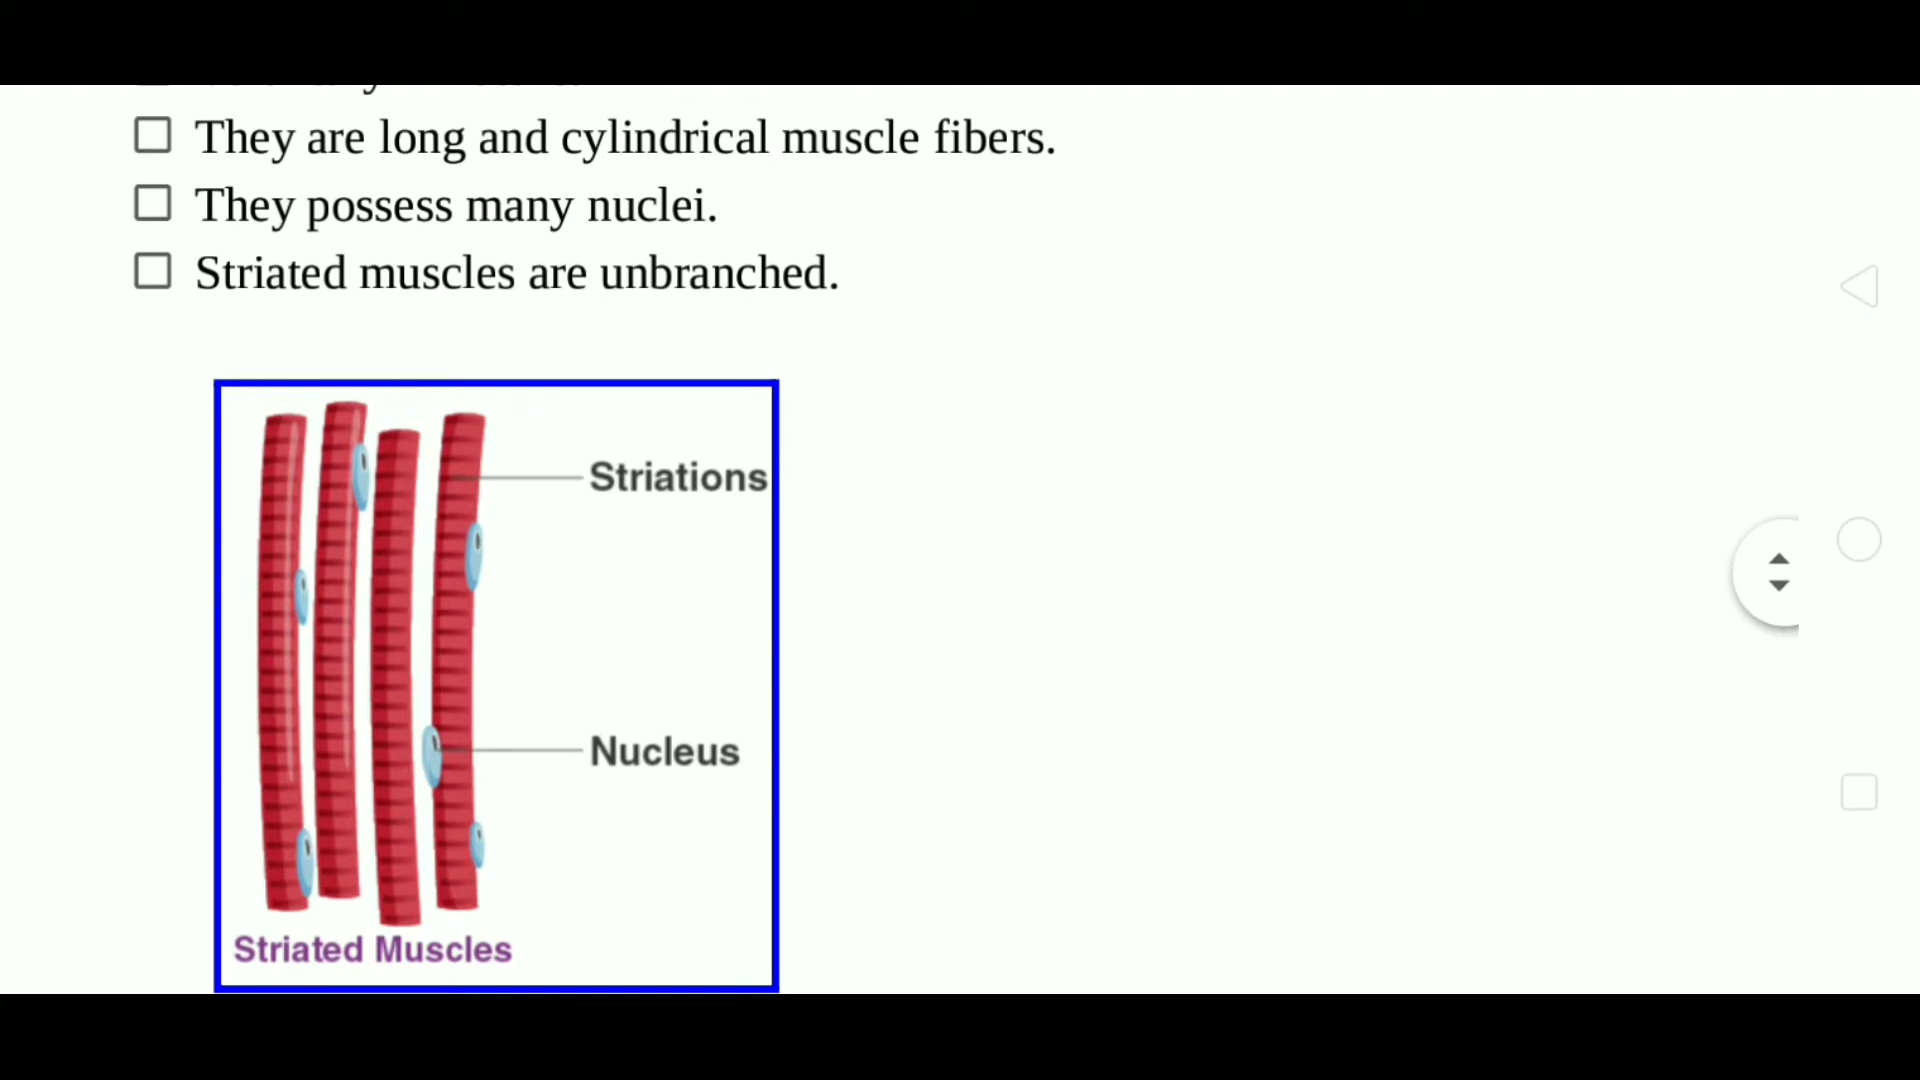 They are long and cylindrical muscle fibers.
They possess many nuclei.
Striated muscles are unbranched.
Striations
Nucleus
Striated Muscles